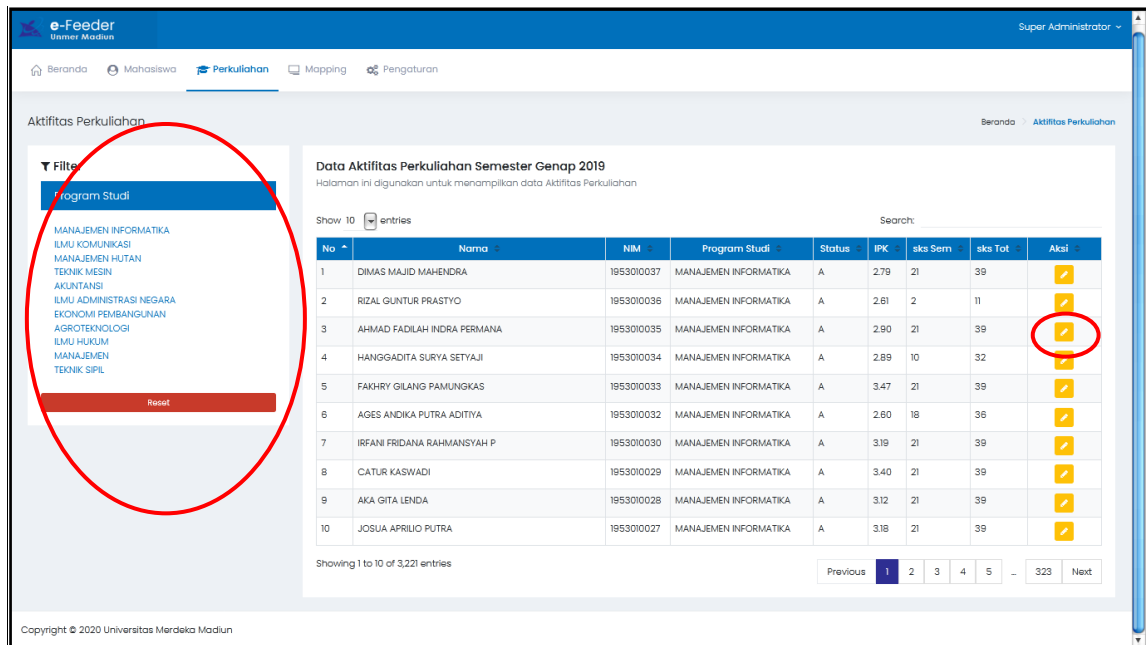 e-Feeder
Unmer Madiun
Super Administrator
Beranda Mahasiswa Perkuliahan Mapping Pengaturan
Aktifitas Perkuliahan
Beranda Aktifitas Perkuliahan
Filter
Program Studi
MANAJEMEN INFORMATIKA
ILMU KOMUNIKASI
MANAJEMEN HUTAN
TEKNIK MESIN
AKUNTANSI
ILMU ADMINISTRASI NEGARA
EKONOMI PEMBANGUNAN
AGROTEKNOLOGI
ILMU HUKUM
MANAJEMEN
TEKNIK SIPIL
Reset
Data Aktifitas Perkuliahan Semester Genap 2019
Halaman ini digunakan untuk menampilkan data Aktifitas Perkuliahan
Show 10 entries Search:
No Nama NIM Program Studi Status IPK sks Sem sks Tot Aksi
1 DIMAS MAJID MAHENDRA 1953010037 MANAJEMEN INFORMATIKA A 2.79 21 39
2 RIZAL GUNTUR PRASTYO 1953010036 MANAJEMEN INFORMATIKA A 2.61 2 11
3 AHMAD FADILAH INDRA PERMANA 1953010035 MANAJEMEN INFORMATIKA A 2.90 21 39
4 HANGGADITA SURYA SETYAJI 1953010034 MANAJEMEN INFORMATIKA A 2.89 10 32
5 FAKHRY GILANG PAMUNGKAS 1953010033 MANAJEMEN INFORMATIKA A 3.47 21 39
6 AGES ANDIKA PUTRA ADITIYA 1953010032 MANAJEMEN INFORMATIKA A 2.60 18 36
7 IRFANI FRIDANA RAHMANSYAH P 1953010030 MANAJEMEN INFORMATIKA A 3.19 21 39
8 CATUR KASWADI 1953010029 MANAJEMEN INFORMATIKA A 3.40 21 39
9 AKA GITA LENDA 1953010028 MANAJEMEN INFORMATIKA A 3.12 21 39
10 JOSUA APRILIO PUTRA 1953010027 MANAJEMEN INFORMATIKA A 3.18 21 39
Showing 1 to 10 of 3,221 entries
Previous 1 2 3 4 5 ... 323 Next
Copyright © 2020 Universitas Merdeka Madiun